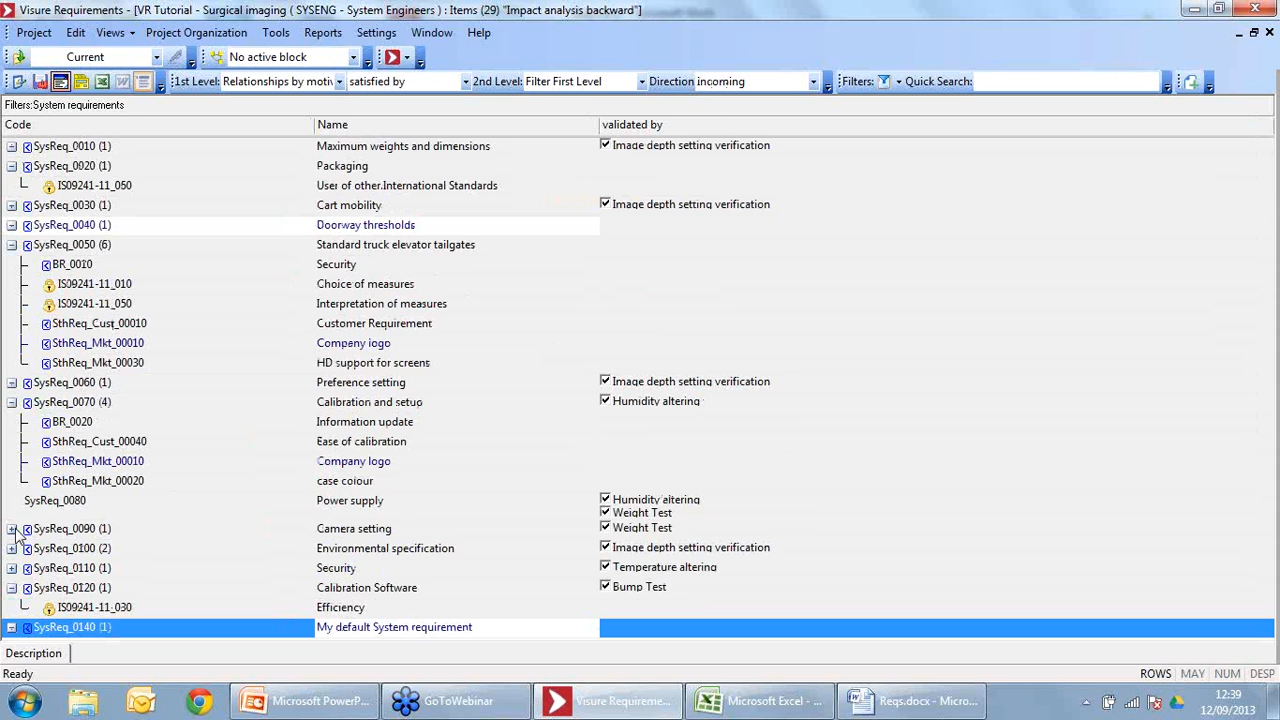 Visure Requirements - [VR Tutorial - Surgical imaging ( SYSENG - System Engineers ) : Items (29) "Impact analysis backward"]
Project Edit Views Project Organization Tools Reports Settings Window Help
Current No active block
1st Level: Relationships by motiv satisfied by 2nd Level: Filter First Level Direction incoming Filters: Quick Search:
Filters:System requirements
Code Name validated by
SysReq_0010 (1) Maximum weights and dimensions Image depth setting verification
SysReq_0020 (1) Packaging
IS09241-11_050 User of other.International Standards
SysReq_0030 (1) Cart mobility Image depth setting verification
SysReq_0040 (1) Doorway thresholds
SysReq_0050 (6) Standard truck elevator tailgates
BR_0010 Security
IS09241-11_010 Choice of measures
IS09241-11_050 Interpretation of measures
SthReq_Cust_00010 Customer Requirement
SthReq_Mkt_00010 Company logo
SthReq_Mkt_00030 HD support for screens
SysReq_0060 (1) Preference setting Image depth setting verification
SysReq_0070 (4) Calibration and setup Humidity altering
BR_0020 Information update
SthReq_Cust_00040 Ease of calibration
SthReq_Mkt_00010 Company logo
SthReq_Mkt_00020 case colour
SysReq_0080 Power supply Humidity altering
Weight Test
SysReq_0090 (1) Camera setting Weight Test
SysReq_0100 (2) Environmental specification Image depth setting verification
SysReq_0110 (1) Security Temperature altering
SysReq_0120 (1) Calibration Software Bump Test
IS09241-11_030 Efficiency
SysReq_0140 (1) My default System requirement
Description
Ready ROWS MAY NUM DESP
Microsoft PowerP... GoToWebinar Visure Requireme... Microsoft Excel - ... Reqs.docx - Micro...
12:39
12/09/2013